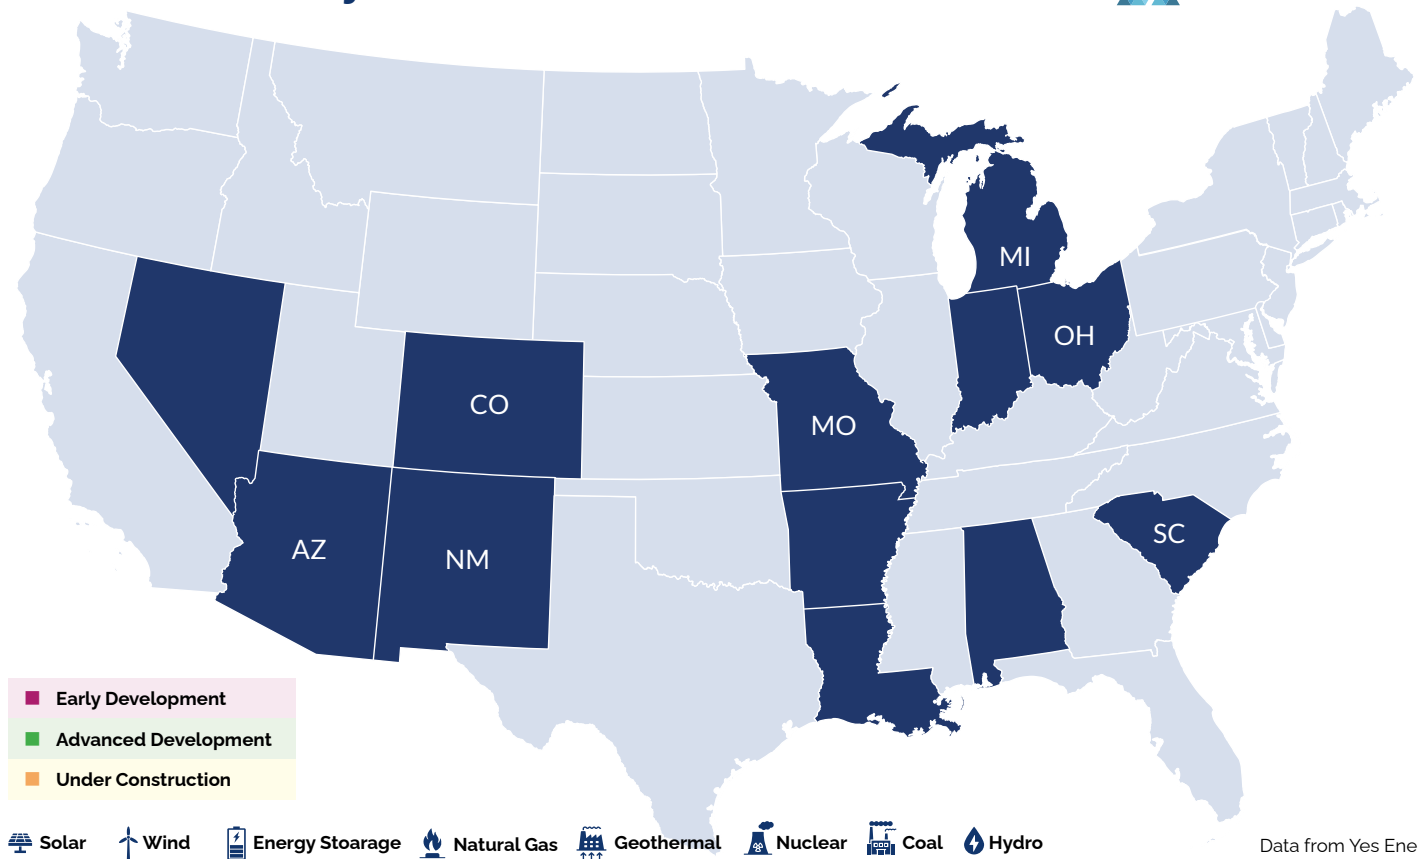 MI
OH
CO
MO
SC
AZ
NM
Early Development
Advanced Development
Under Construction
Solar
Wind
Energy Stoarage
Natural Gas
Geothermal
Nuclear
Coal
Hydro
Data from Yes Ene